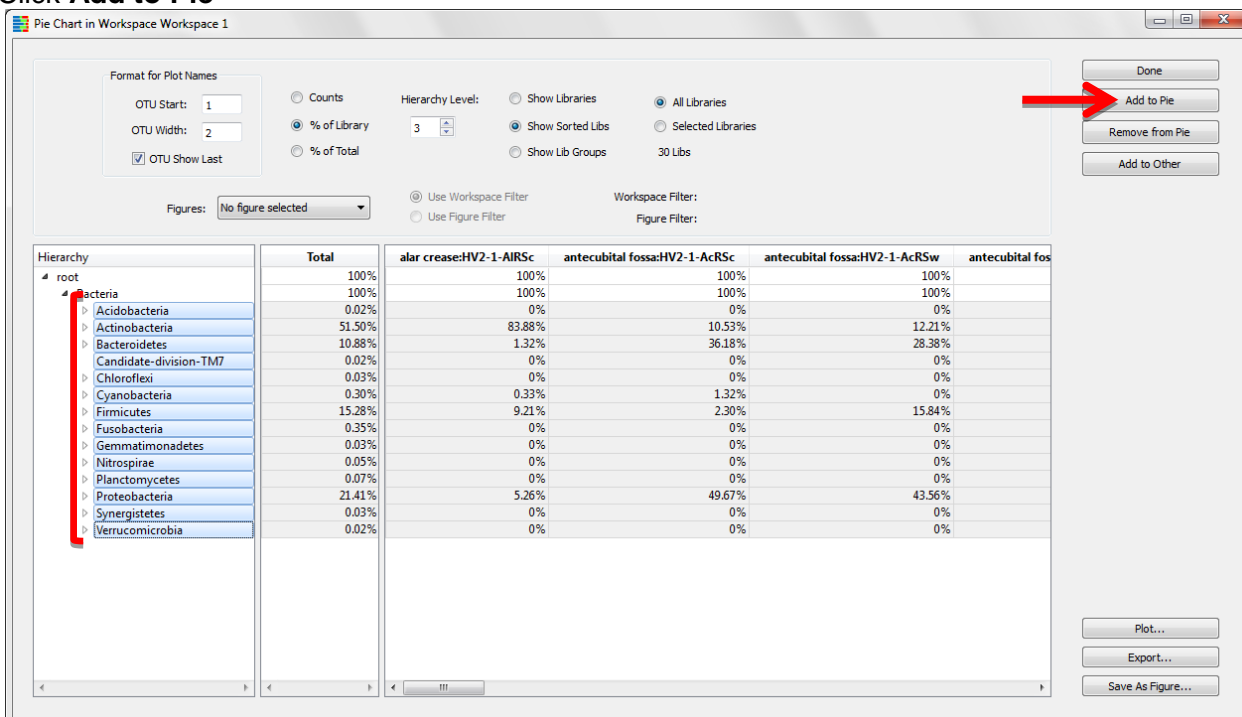 Click Add to Pie
Pie Chart in Workspace Workspace 1
Format for Plot Names
OTU Start: 1
OTU Width: 2
OTU Show Last
Counts
% of Library
% of Total
Hierarchy Level:
3
Show Libraries
Show Sorted Libs
Show Lib Groups
All Libraries
Selected Libraries
30 Libs
Figures: No figure selected
Use Workspace Filter
Use Figure Filter
Workspace Filter:
Figure Filter:
Done
Add to Pie
Remove from Pie
Add to Other
Hierarchy Total alar crease:HV2-1-AlRSc antecubital fossa:HV2-1-AcRSc antecubital fossa:HV2-1-AcRSw antecubital fos
root 100% 100% 100% 100%
Bacteria 100% 100% 100% 100%
Acidobacteria 0.02% 0% 0% 0%
Actinobacteria 51.50% 83.88% 10.53% 12.21%
Bacteroidetes 10.88% 1.32% 36.18% 28.38%
Candidate-division-TM7 0.02% 0% 0% 0%
Chloroflexi 0.03% 0% 0% 0%
Cyanobacteria 0.30% 0.33% 1.32% 0%
Firmicutes 15.28% 9.21% 2.30% 15.84%
Fusobacteria 0.35% 0% 0% 0%
Gemmatimonadetes 0.03% 0% 0% 0%
Nitrospirae 0.05% 0% 0% 0%
Planctomycetes 0.07% 0% 0% 0%
Proteobacteria 21.41% 5.26% 49.67% 43.56%
Synergistetes 0.03% 0% 0% 0%
Verrucomicrobia 0.02% 0% 0% 0%
Plot...
Export...
Save As Figure...